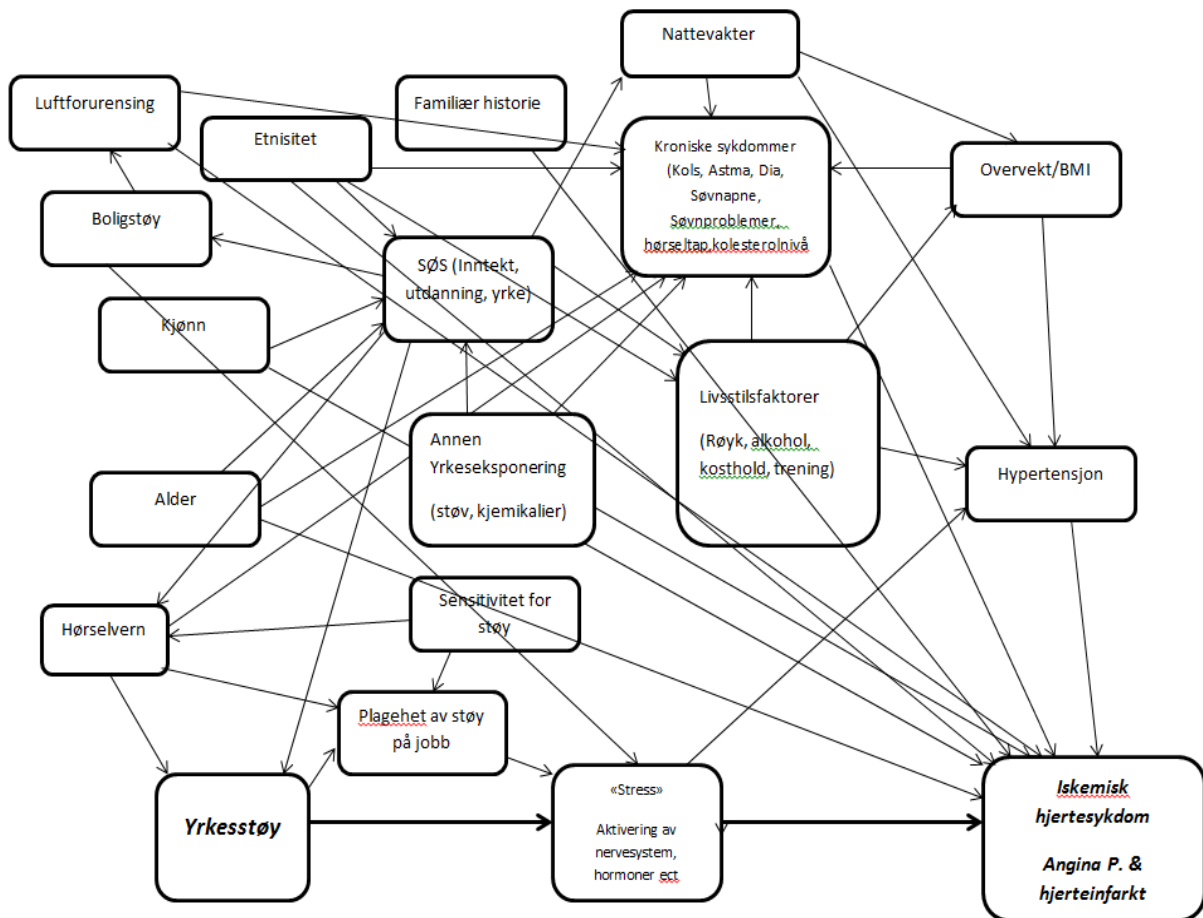 Nattevakter
Luftforurensing
Familiær historie
Etnisitet
Kroniske sykdommer
(Kols, Astma, Dia,
Søvnapne,
Søvnproblemer,
hørseltap,kolesterolnivå
Overvekt/BMI
Boligstøy
SØS (Inntekt,
utdanning, yrke)
Kjønn
Livsstilsfaktorer
(Røyk, alkohol,
kosthold, trening)
Annen
Yrkeseksponering
(støv, kjemikalier)
Hypertensjon
Alder
Sensitivitet for
støy
Hørselvern
Plagehet av støy
på jobb
Yrkesstøy
«Stress»
Aktivering av
nervesystem,
hormoner ect
Iskemisk
hjertesykdom
Angina P. &
hjerteinfarkt